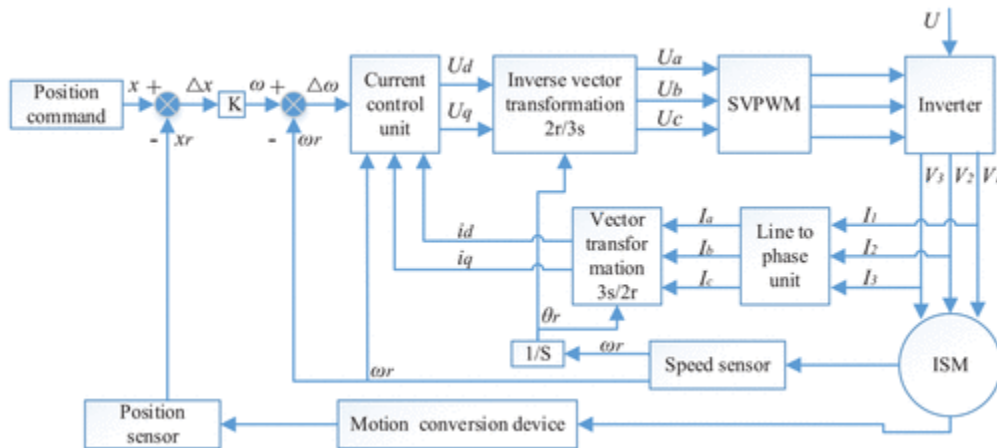 U
Position
command
x +
Δx
K
ω +
Δω
-
xr
-
ωr
Current
control
unit
Ud
Uq
Inverse vector
transformation
2r/3s
Ua
Ub
Uc
SVPWM
Inverter
V3
V2
id
iq
Vector
transfor
mation
3s/2r
Ia
Ib
Ic
Line to
phase
unit
I1
I2
I3
θr
1/S
ωr
Speed sensor
ISM
ωr
Position
sensor
Motion conversion device